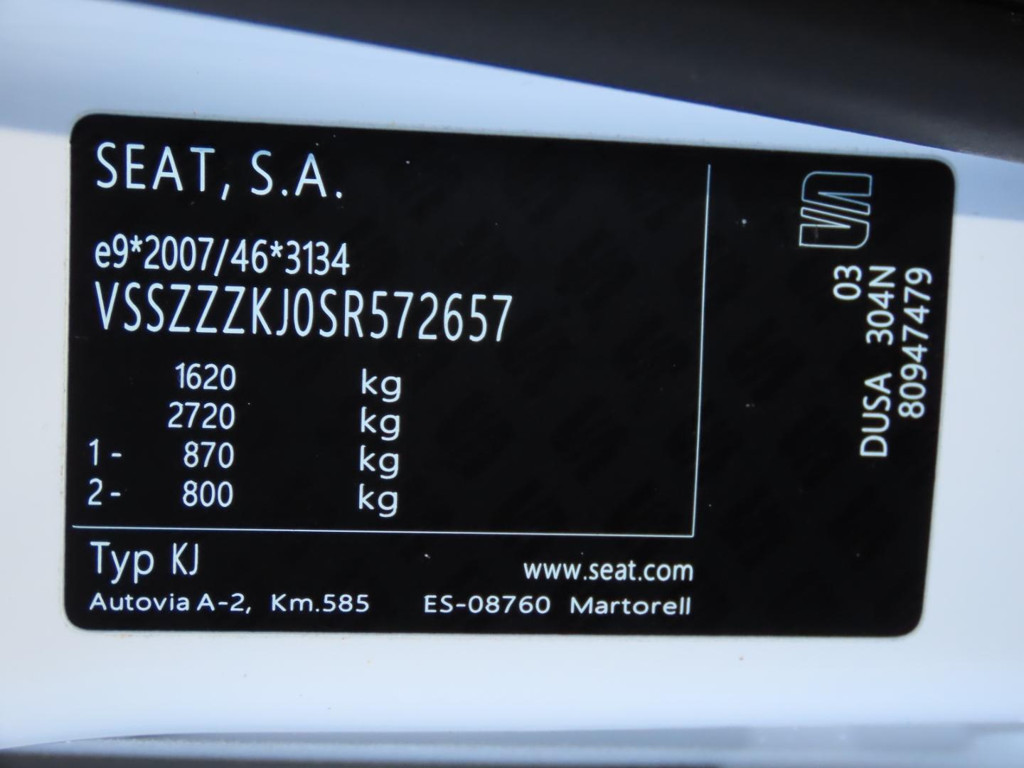 SEAT, S.A.
e9*2007/46*3134
VSSZZZKJ0SR572657
1620 kg
2720 kg
1- 870 kg
2- 800 kg
Typ KJ
www.seat.com
Autovia A-2, Km.585 ES-08760 Martorell
03
DUSA 304N
80947479